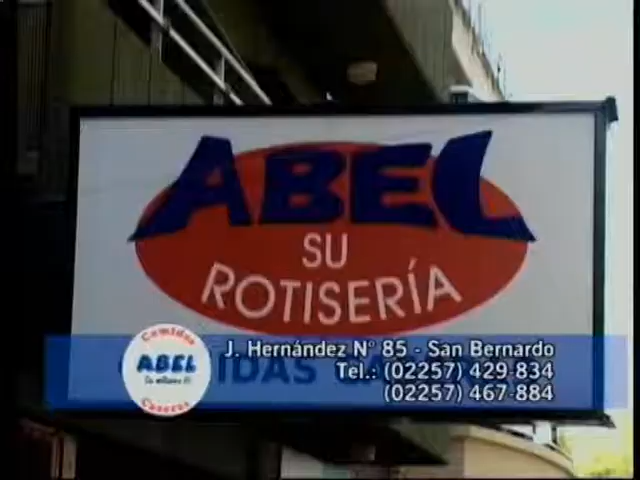 ABEL
SU
ROTISERÍA
J. Hernández N° 85 - San Bernardo
Tel.: (02257) 429-834
(02257) 467-884
Comidas
ABEL
Caseras